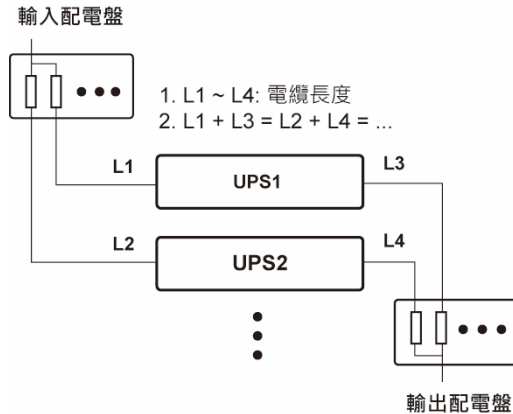 輸入配電盤
1. L1 ~ L4: 電纜長度
2. L1 + L3 = L2 + L4 = ...
L1
UPS1
L3
L2
UPS2
L4
輸出配電盤